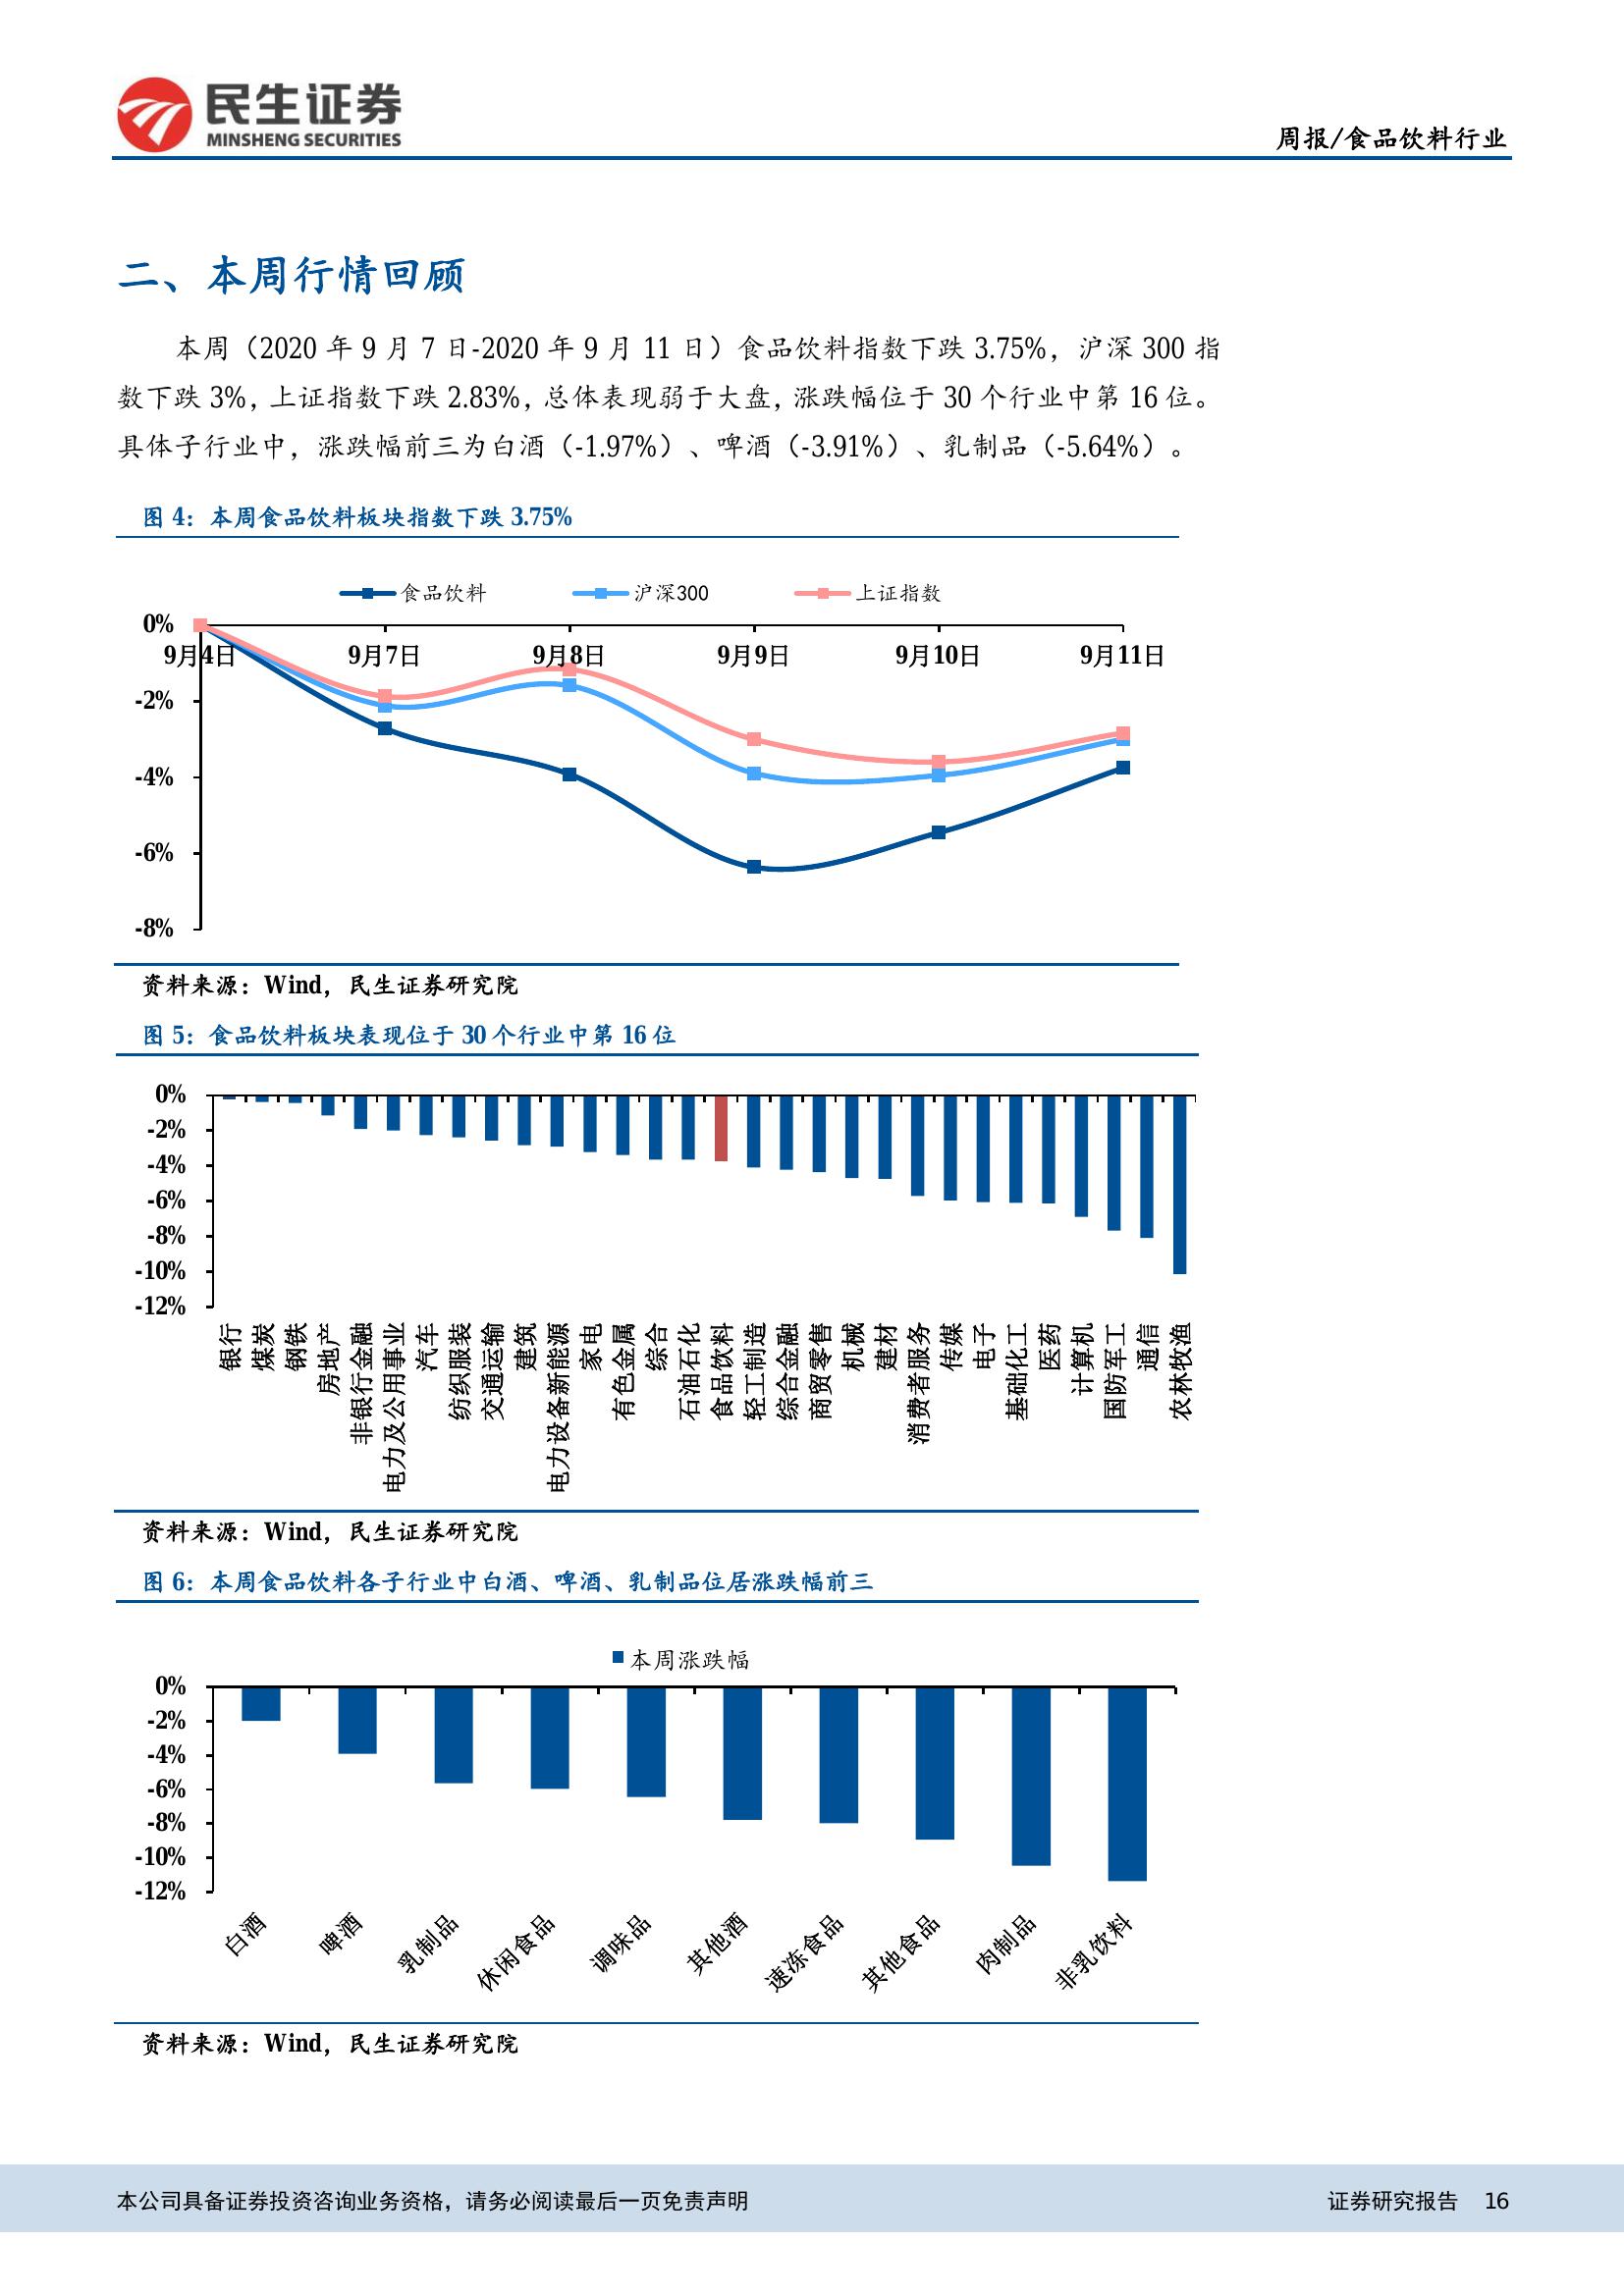 民生证券
MINSHENG SECURITIES
周报/食品饮料行业
二、本周行情回顾
本周（2020 年 9 月 7 日-2020 年 9 月 11 日）食品饮料指数下跌 3.75%，沪深 300 指
数下跌 3%，上证指数下跌 2.83%，总体表现弱于大盘，涨跌幅位于 30 个行业中第 16 位。
具体子行业中，涨跌幅前三为白酒（-1.97%）、啤酒（-3.91%）、乳制品（-5.64%）。
图 4：本周食品饮料板块指数下跌 3.75%
食品饮料 沪深300 上证指数
0%
9月4日 9月7日 9月8日 9月9日 9月10日 9月11日
-2%
-4%
-6%
-8%
资料来源：Wind，民生证券研究院
图 5：食品饮料板块表现位于 30 个行业中第 16 位
0%
-2%
-4%
-6%
-8%
-10%
-12%
银行
煤炭
钢铁
房地产
非银行金融
电力及公用事业
汽车
纺织服装
交通运输
建筑
电力设备新能源
家电
有色金属
综合
石油石化
食品饮料
轻工制造
综合金融
商贸零售
机械
建材
消费者服务
传媒
电子
基础化工
医药
计算机
国防军工
通信
农林牧渔
资料来源：Wind，民生证券研究院
图 6：本周食品饮料各子行业中白酒、啤酒、乳制品位居涨跌幅前三
本周涨跌幅
0%
-2%
-4%
-6%
-8%
-10%
-12%
白酒
啤酒
乳制品
休闲食品
调味品
其他酒
速冻食品
其他食品
肉制品
非乳饮料
资料来源：Wind，民生证券研究院
本公司具备证券投资咨询业务资格，请务必阅读最后一页免责声明
证券研究报告 16